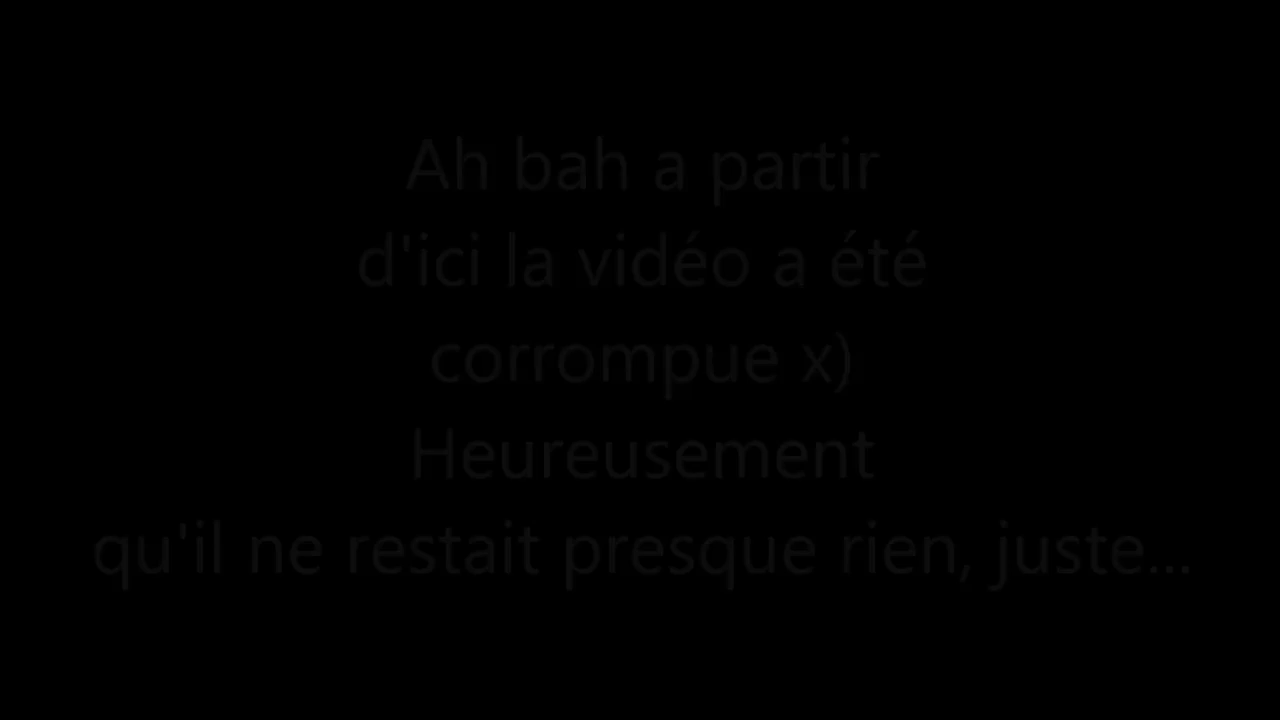 Ah bah a partir
d'ici la vidéo a été
corrompue x)
Heureusement
qu'il ne restait presque rien, juste...